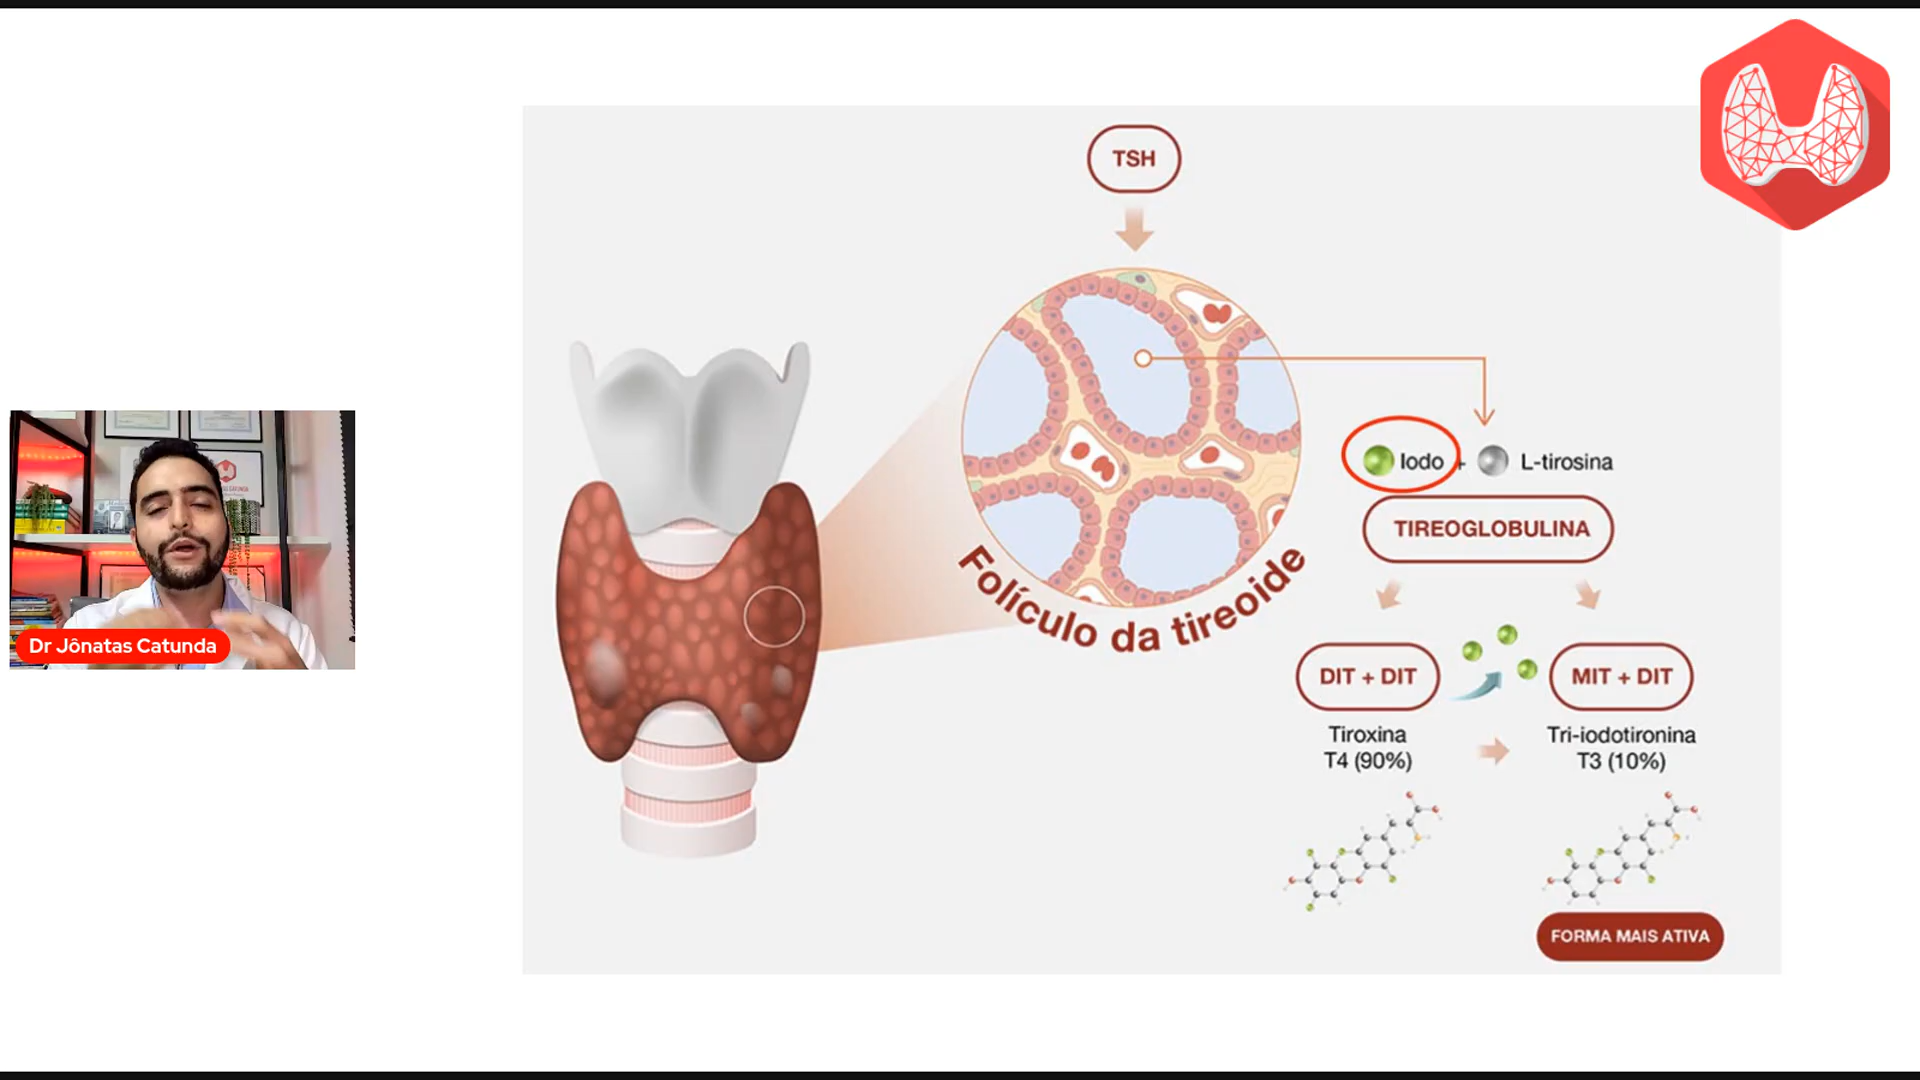 TSH
Iodo + L-tirosina
TIREOGLOBULINA
Folículo da tireoide
DIT + DIT
MIT + DIT
Tiroxina
T4 (90%)
Tri-iodotironina
T3 (10%)
FORMA MAIS ATIVA
Dr Jônatas Catunda